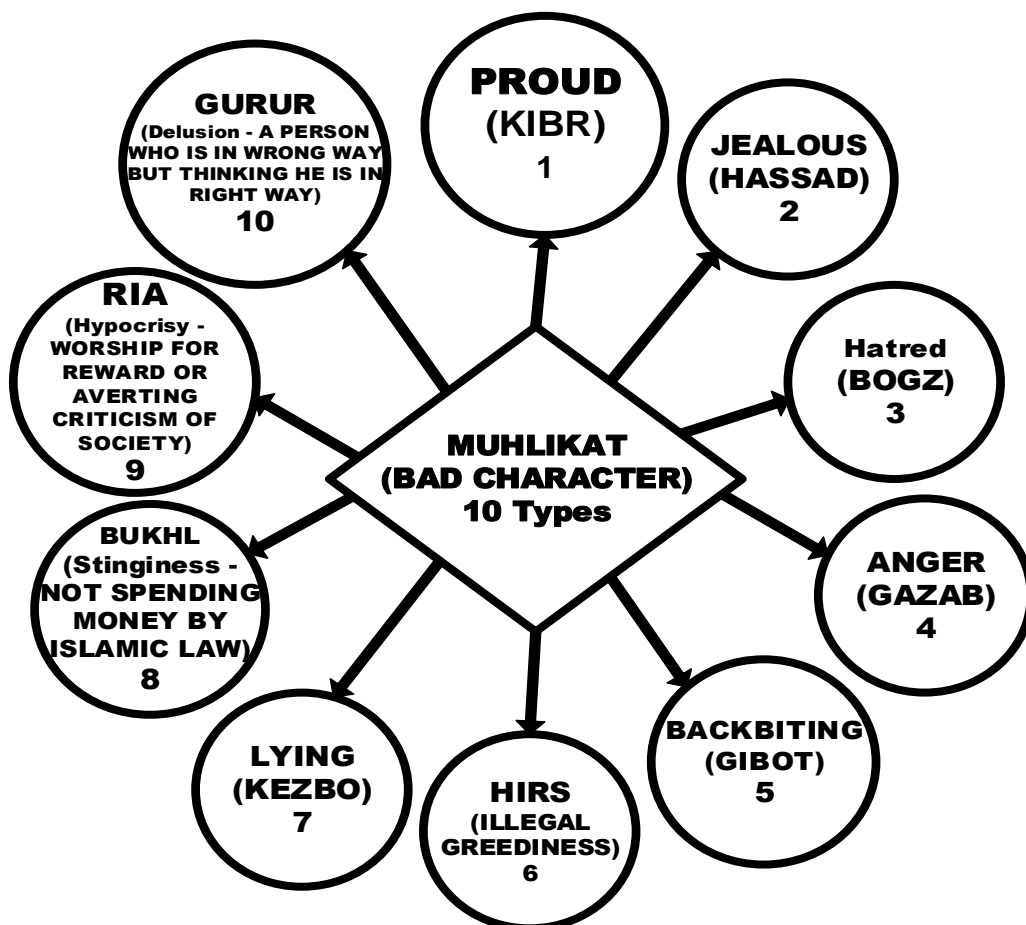 PROUD
(KIBR)
1
JEALOUS
(HASSAD)
2
Hatred
(BOGZ)
3
ANGER
(GAZAB)
4
BACKBITING
(GIBOT)
5
HIRS
(ILLEGAL
GREEDINESS)
6
LYING
(KEZBO)
7
BUKHL
(Stinginess -
NOT SPENDING
MONEY BY
ISLAMIC LAW)
8
RIA
(Hypocrisy -
WORSHIP FOR
REWARD OR
AVERTING
CRITICISM OF
SOCIETY)
9
GURUR
(Delusion - A PERSON
WHO IS IN WRONG WAY
BUT THINKING HE IS IN
RIGHT WAY)
10
MUHLIKAT
(BAD CHARACTER)
10 Types